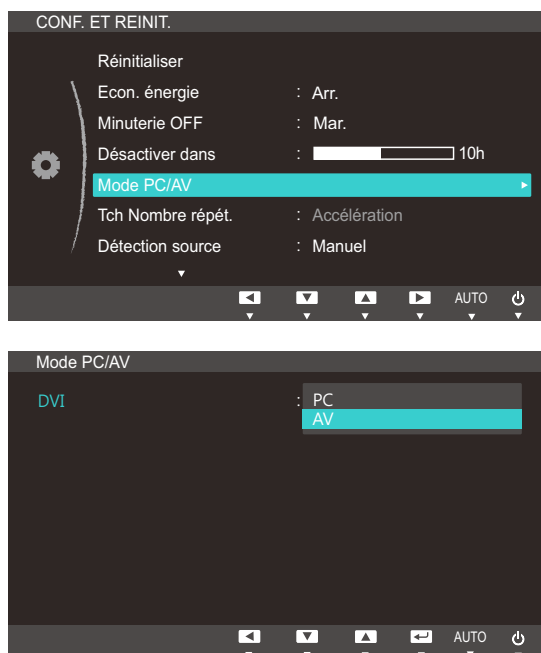 CONF. ET REINIT.
Réinitialiser
Econ. énergie : Arr.
Minuterie OFF : Mar.
Désactiver dans : 10h
Mode PC/AV
Tch Nombre répét. : Accélération
Détection source : Manuel
AUTO
Mode PC/AV
DVI : PC
AV
AUTO